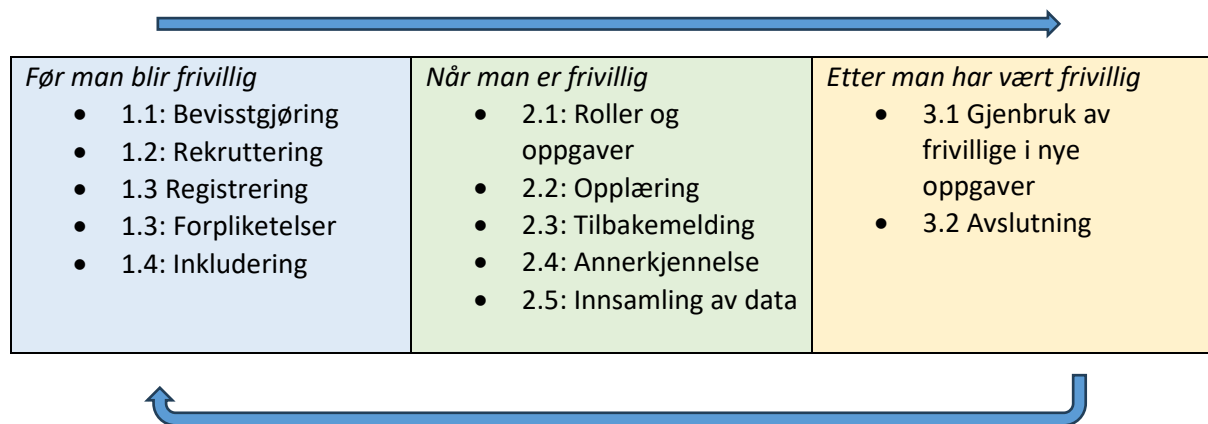 Før man blir frivillig
• 1.1: Bevisstgjøring
• 1.2: Rekruttering
• 1.3 Registrering
• 1.3: Forpliketelser
• 1.4: Inkludering
Når man er frivillig
• 2.1: Roller og
oppgaver
• 2.2: Opplæring
• 2.3: Tilbakemelding
• 2.4: Annerkjennelse
• 2.5: Innsamling av data
Etter man har vært frivillig
• 3.1 Gjenbruk av
frivillige i nye
oppgaver
• 3.2 Avslutning